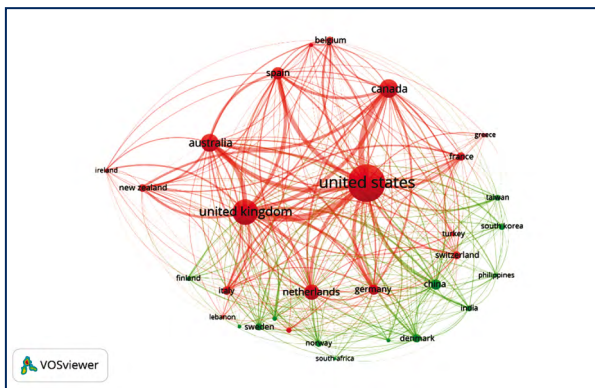 belgium
spain
canada
greece
australia
france
ireland
united states
new zealand
taiwan
united kingdom
south korea
turkey
switzerland
finland
philippines
italy
netherlands
germany
china
india
lebanon
sweden
norway
denmark
south africa
VOSviewer